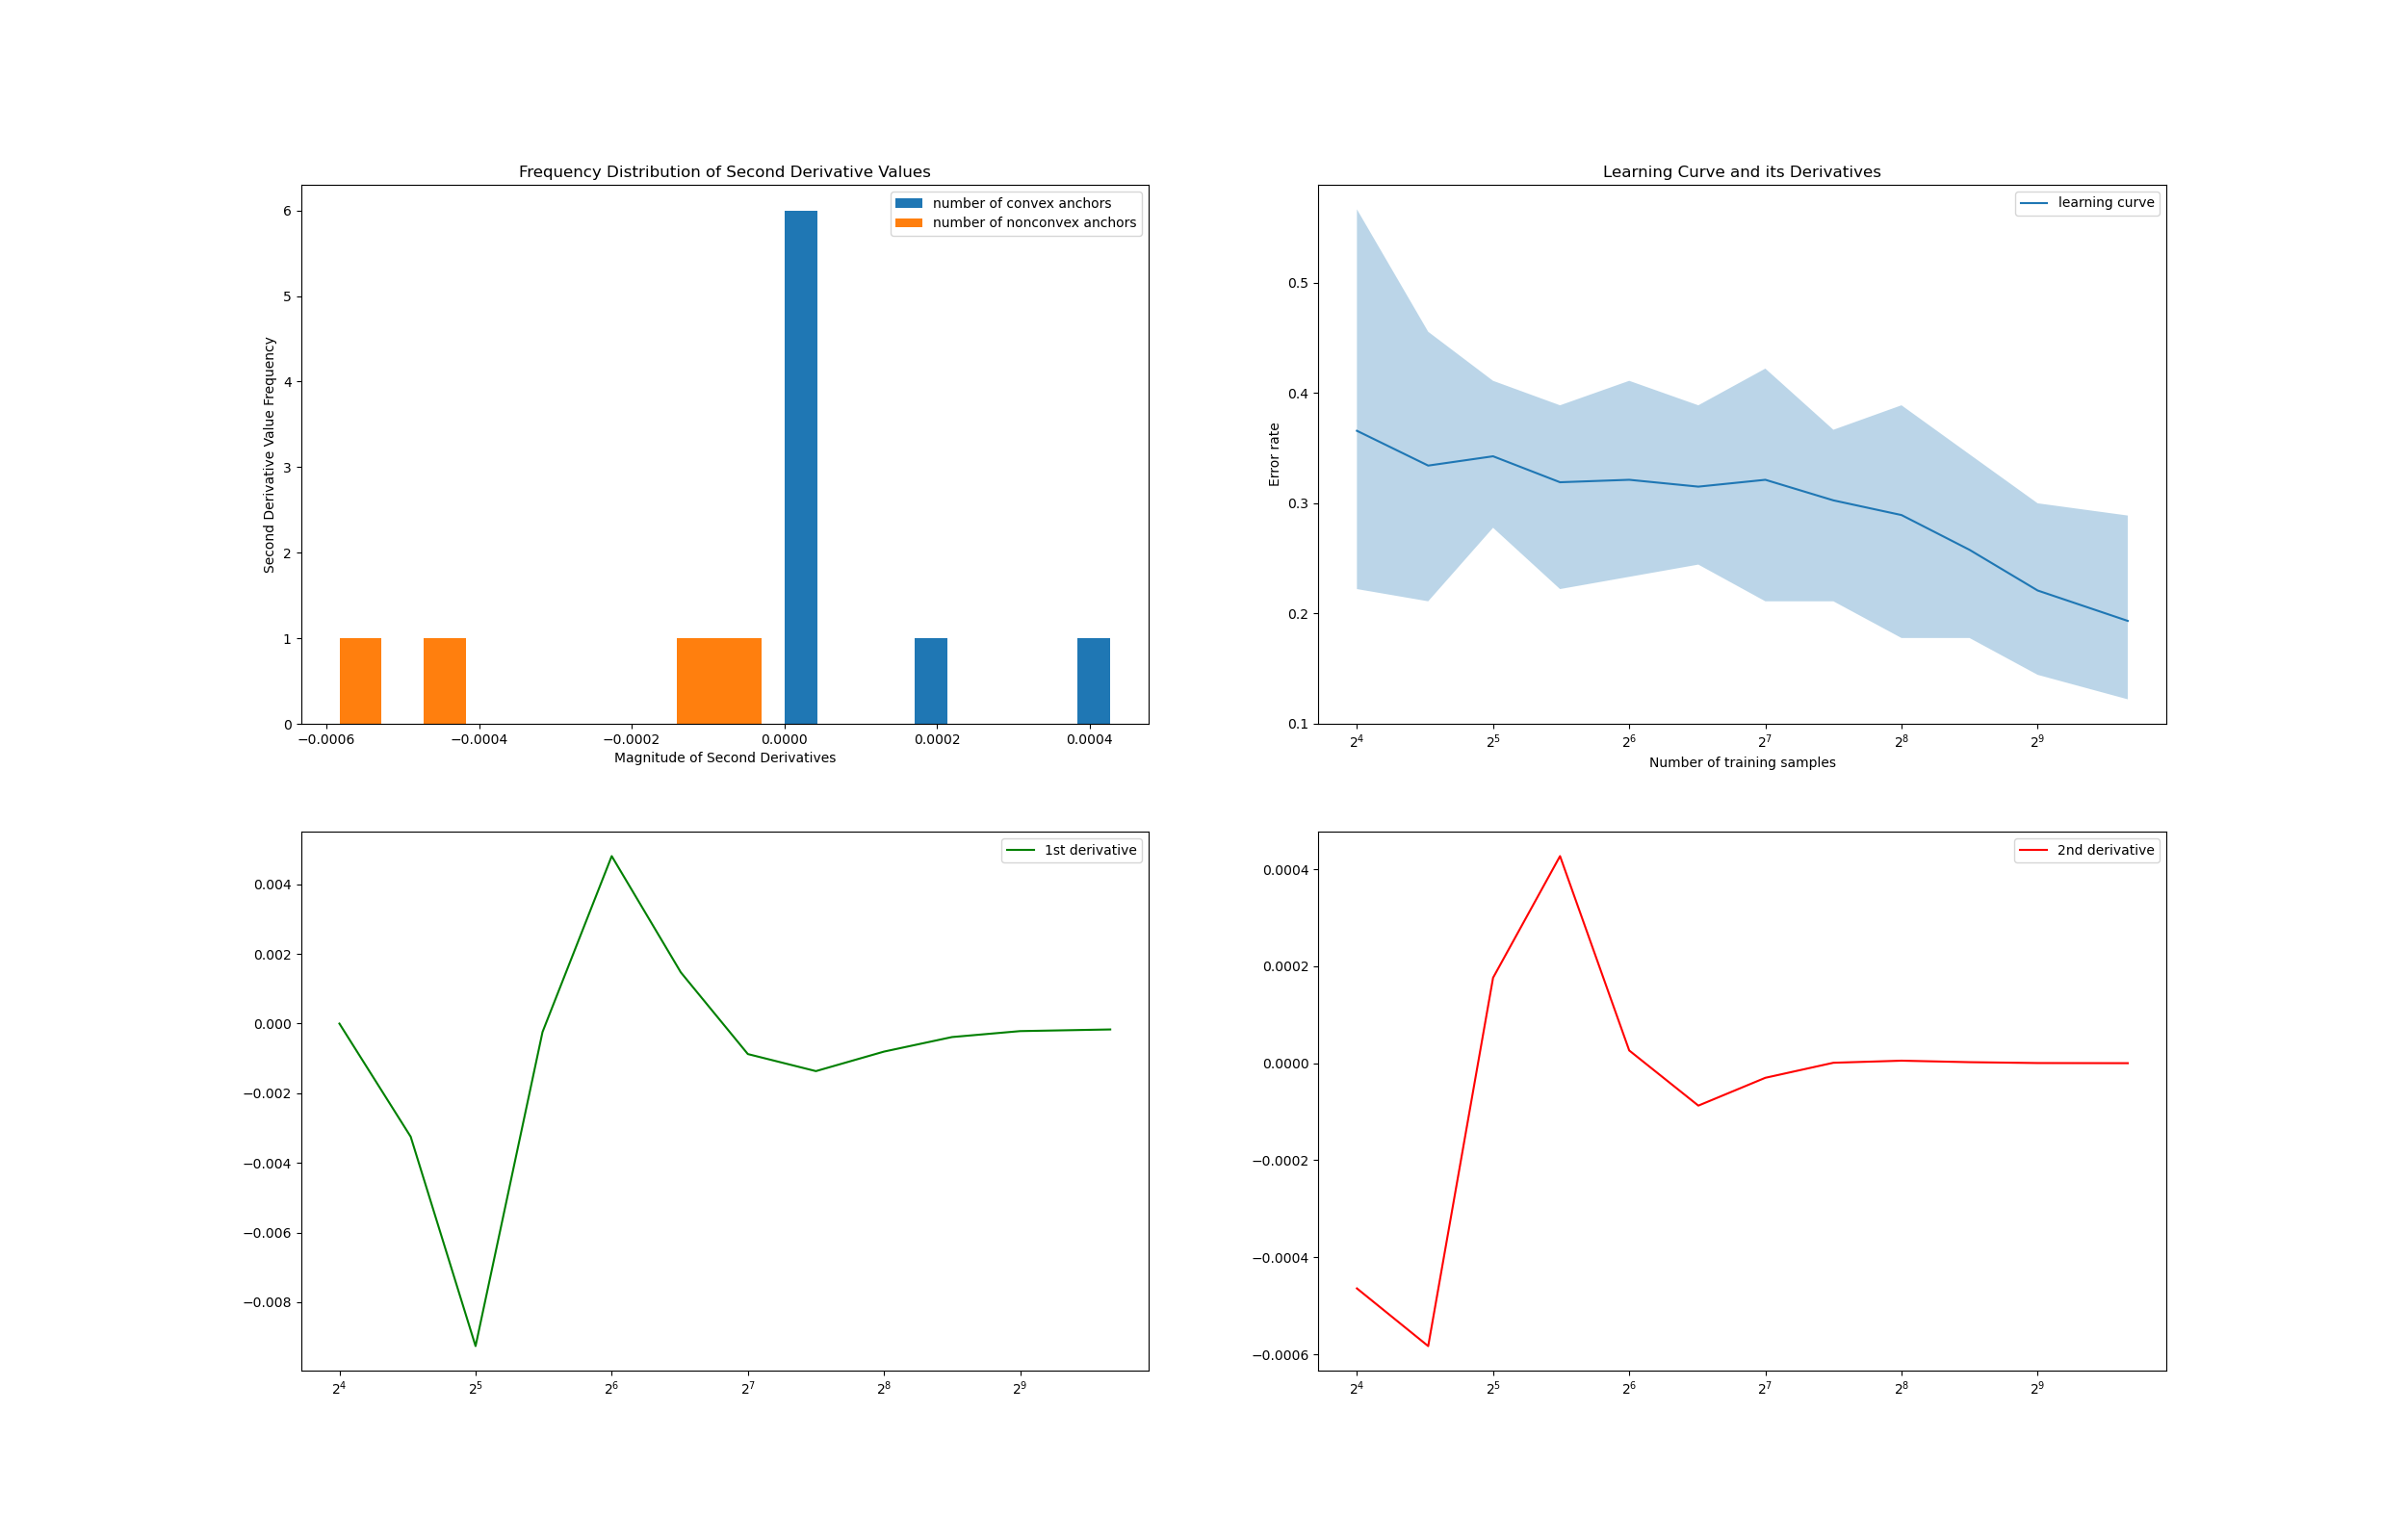 Frequency Distribution of Second Derivative Values
number of convex anchors
number of nonconvex anchors
6
5
4
3
2
1
0
Second Derivative Value Frequency
−0.0006 −0.0004 −0.0002 0.0000 0.0002 0.0004
Magnitude of Second Derivatives
Learning Curve and its Derivatives
learning curve
0.5
0.4
0.3
0.2
0.1
Error rate
2⁴ 2⁵ 2⁶ 2⁷ 2⁸ 2⁹
Number of training samples
1st derivative
0.004
0.002
0.000
−0.002
−0.004
−0.006
−0.008
2⁴ 2⁵ 2⁶ 2⁷ 2⁸ 2⁹
2nd derivative
0.0004
0.0002
0.0000
−0.0002
−0.0004
−0.0006
2⁴ 2⁵ 2⁶ 2⁷ 2⁸ 2⁹